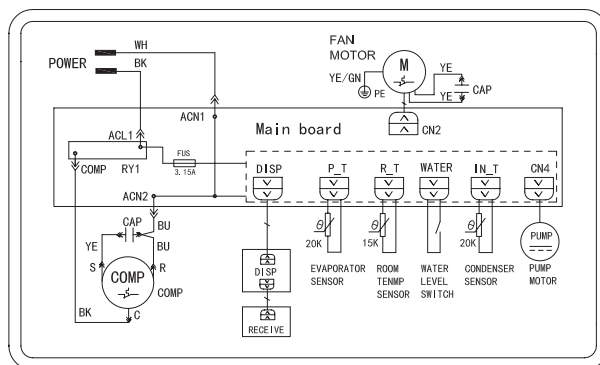 FAN
MOTOR
POWER
WH
BK
YE/GN
PE
M
YE
YE
CAP
CN2
ACN1
Main board
ACL1
FUS
3.15A
COMP
RY1
DISP
P_T
R_T
WATER
IN_T
CN4
ACN2
CAP
BU
BU
YE
S
R
COMP
COMP
C
BK
θ
20K
θ
15K
θ
20K
PUMP
EVAPORATOR
SENSOR
ROOM
TENMP
SENSOR
WATER
LEVEL
SWITCH
CONDENSER
SENSOR
PUMP
MOTOR
DISP
RECEIVE